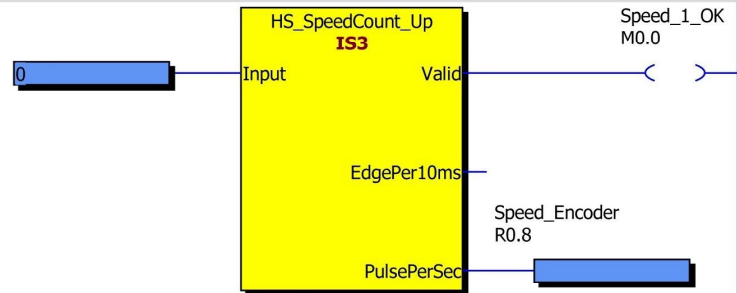 HS_SpeedCount_Up
IS3
Speed_1_OK
M0.0
0
Input
Valid
EdgePer10ms
Speed_Encoder
R0.8
PulsePerSec